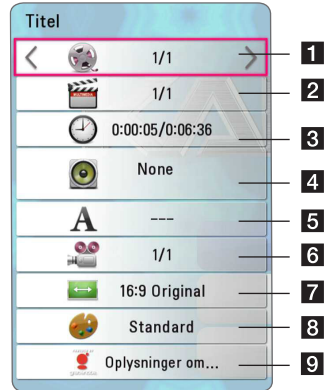 Titel
1/1
1
1/1
2
0:00:05/0:06:36
3
None
4
A
---
5
1/1
6
16:9 Original
7
Standard
8
Oplysninger om...
9